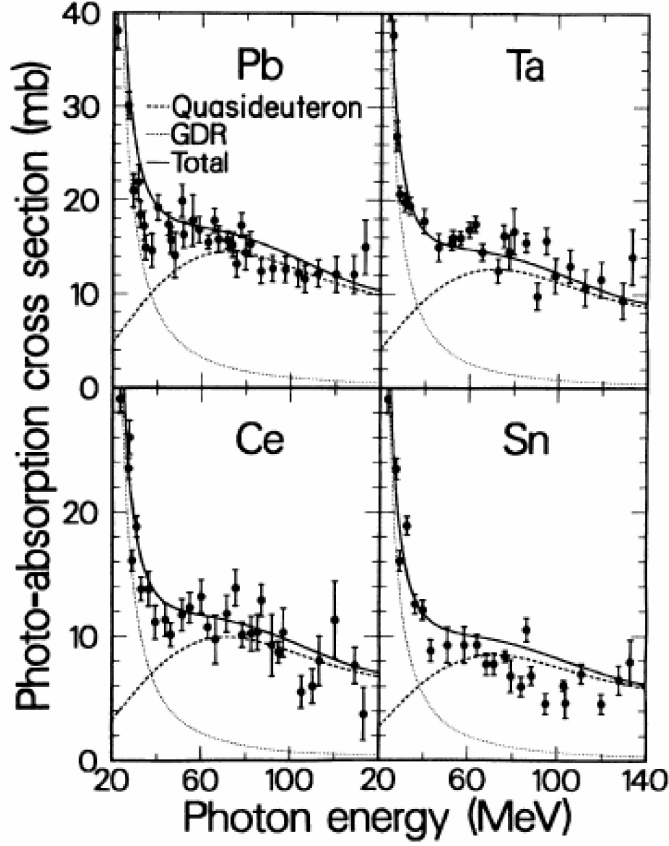 Photo-absorption cross section (mb)
40
30
20
10
0
20
10
0
Pb
Quasideuteron
GDR
Total
Ta
Ce
Sn
20 60 100 20 60 100 140
Photon energy (MeV)